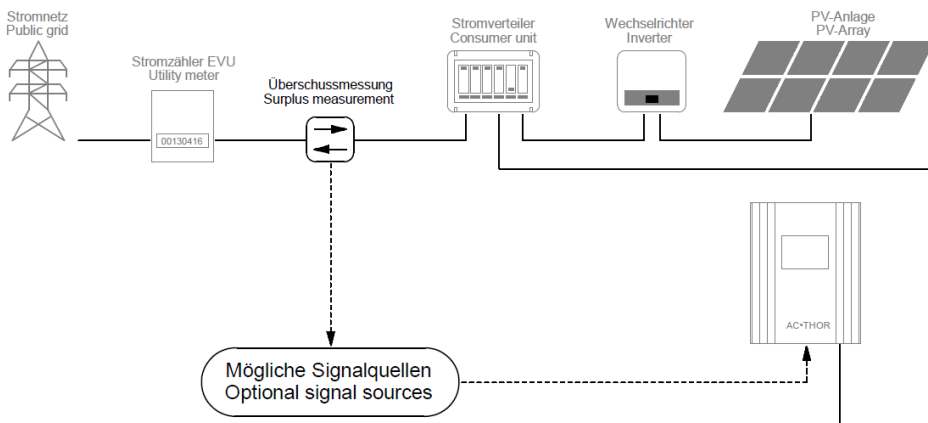 Stromnetz
Public grid
Stromzähler EVU
Utility meter
00130416
Überschussmessung
Surplus measurement
Stromverteiler
Consumer unit
Wechselrichter
Inverter
PV-Anlage
PV-Array
AC•THOR
Mögliche Signalquellen
Optional signal sources